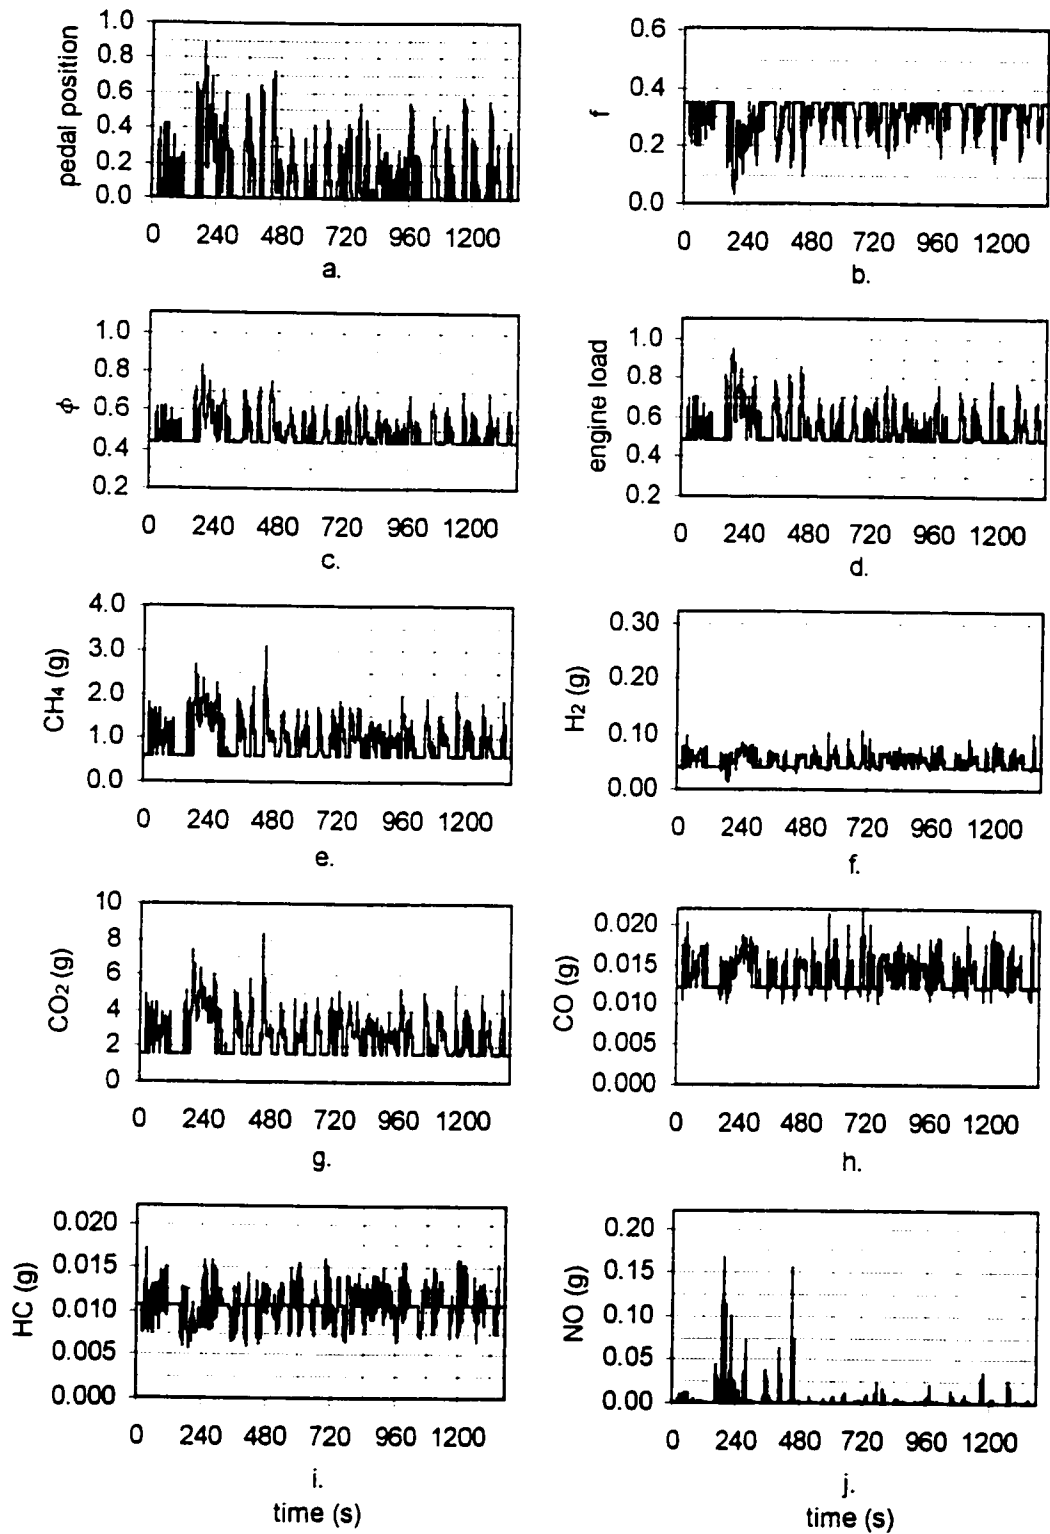 1.0
0.8
0.6
0.4
0.2
0.0
pedal position
0 240 480 720 960 1200
a.
0.6
0.4
0.2
0.0
f
0 240 480 720 960 1200
b.
1.0
0.8
0.6
0.4
0.2
ϕ
0 240 480 720 960 1200
c.
1.0
0.8
0.6
0.4
0.2
engine load
0 240 480 720 960 1200
d.
4.0
3.0
2.0
1.0
0.0
CH4 (g)
0 240 480 720 960 1200
e.
0.30
0.20
0.10
0.00
H2 (g)
0 240 480 720 960 1200
f.
10
8
6
4
2
0
CO2 (g)
0 240 480 720 960 1200
g.
0.020
0.015
0.010
0.005
0.000
CO (g)
0 240 480 720 960 1200
h.
0.020
0.015
0.010
0.005
0.000
HC (g)
0 240 480 720 960 1200
i.
time (s)
0.20
0.15
0.10
0.05
0.00
NO (g)
0 240 480 720 960 1200
j.
time (s)